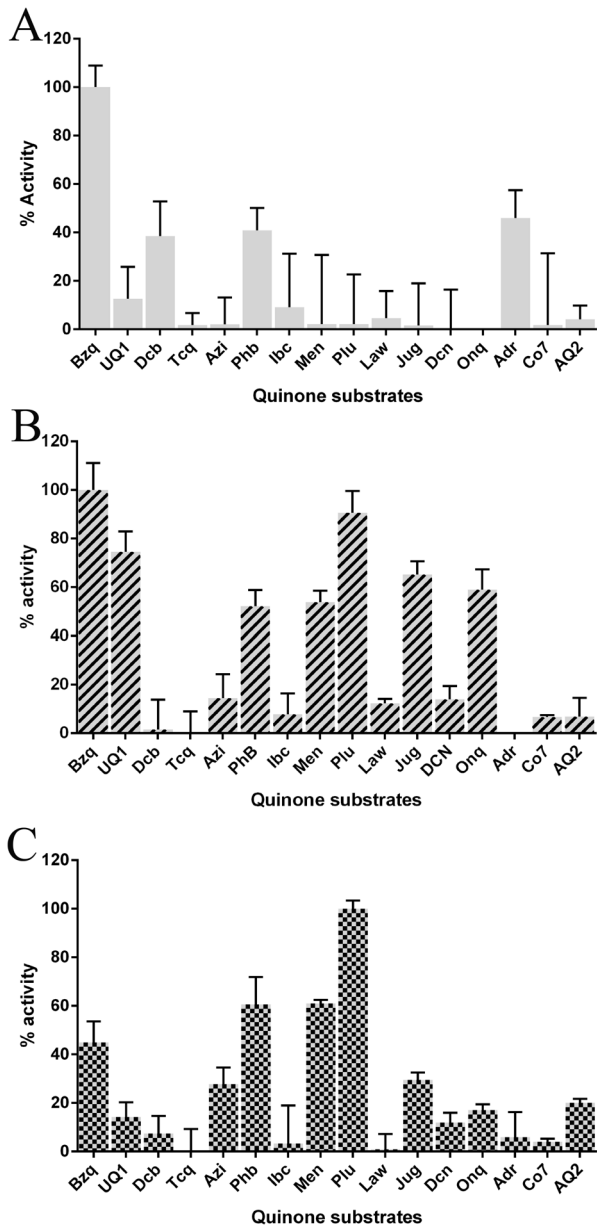 A
% Activity
120
100
80
60
40
20
0
Bzq UQ1 Dcb Tcq Azi Phb Ibc Men Plu Law Jug Dcn Onq Adr Co7 AQ2
Quinone substrates
B
% activity
120
100
80
60
40
20
0
Bzq UQ1 Dcb Tcq Azi PhB Ibc Men Plu Law Jug DCN Onq Adr Co7 AQ2
Quinone substrates
C
% activity
120
100
80
60
40
20
0
Bzq UQ1 Dcb Tcq Azi Phb Ibc Men Plu Law Jug Dcn Onq Adr Co7 AQ2
Quinone substrates